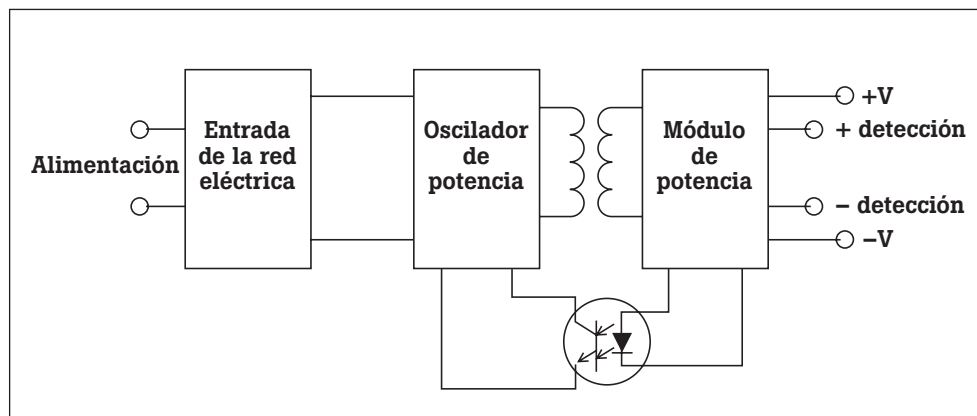 Alimentación
Entrada
de la red
eléctrica
Oscilador
de
potencia
Módulo
de
potencia
+V
+ detección
− detección
−V